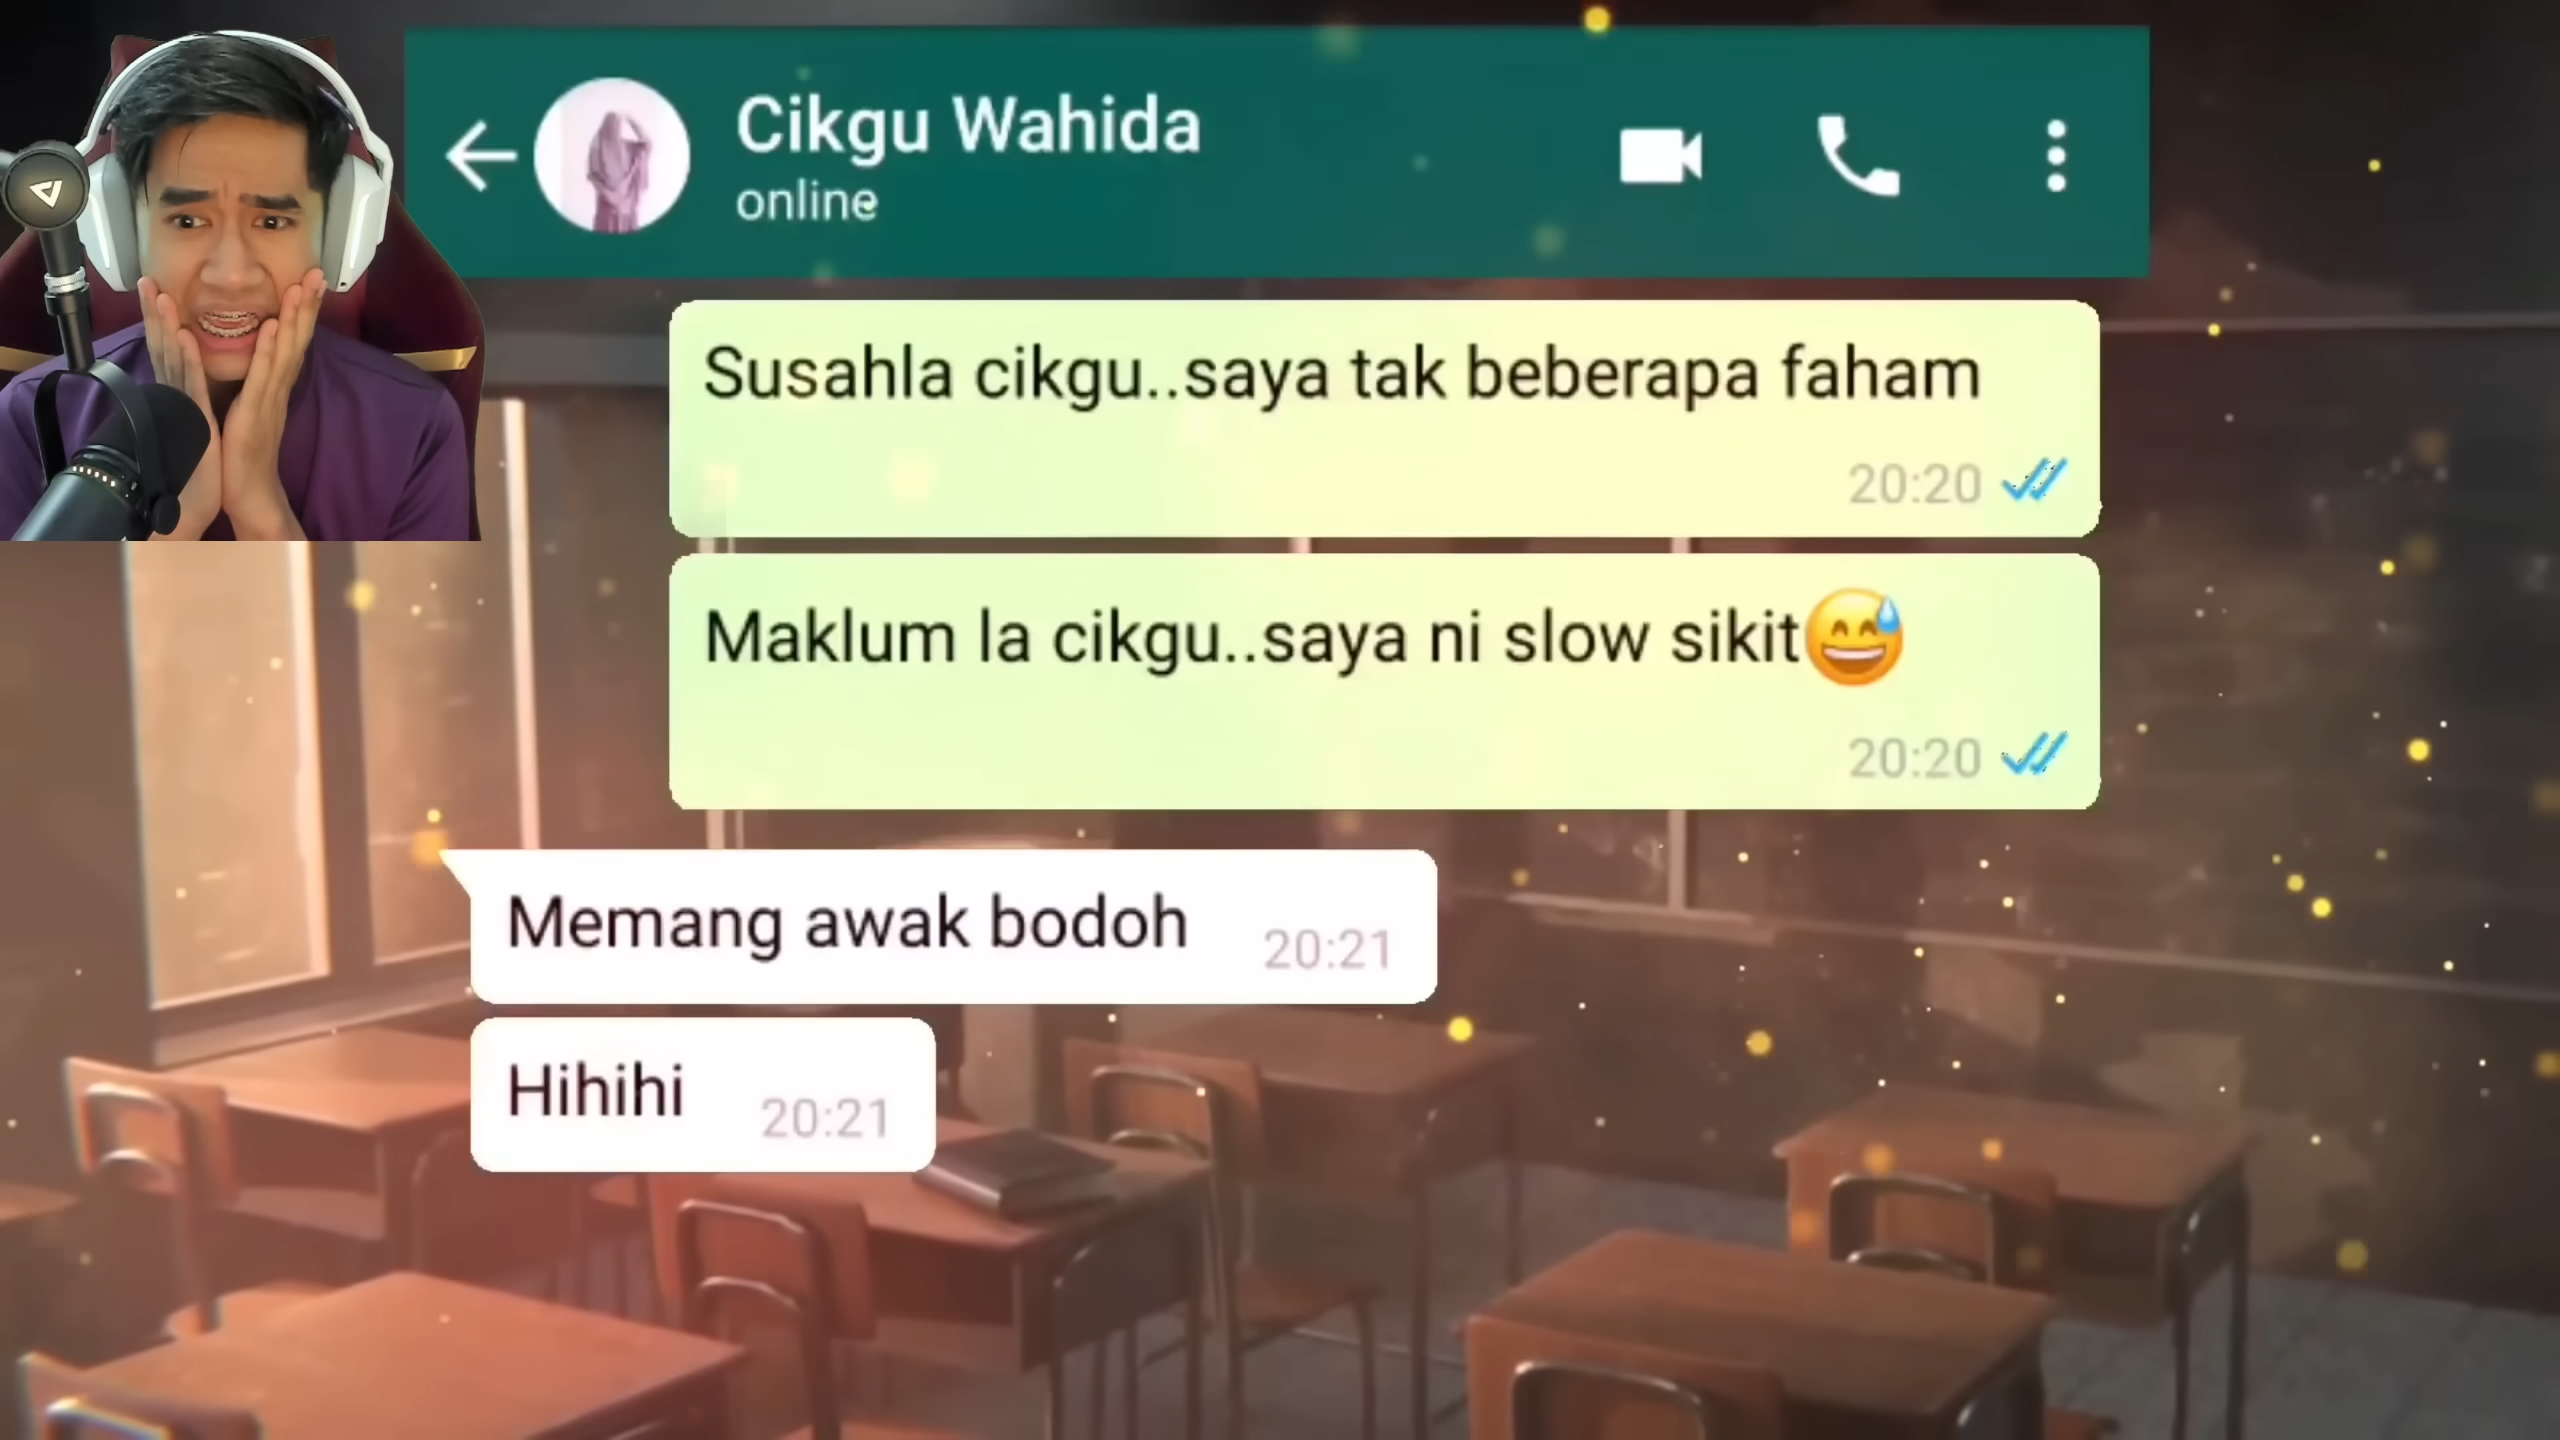 Cikgu Wahida
online
Susahla cikgu..saya tak beberapa faham
20:20
Maklum la cikgu..saya ni slow sikit😅
20:20
Memang awak bodoh 20:21
Hihihi 20:21